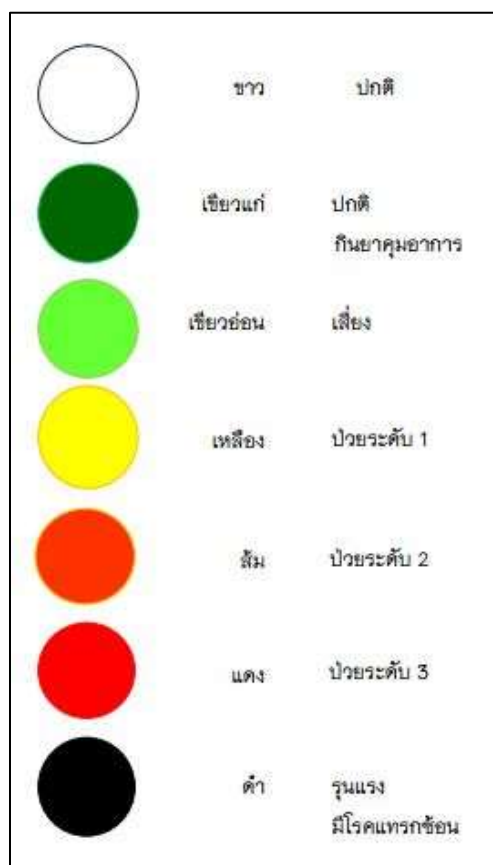 ขาว ปกติ
เขียวแก่ ปกติ
กินยาคุมอาการ
เขียวอ่อน เสี่ยง
เหลือง ป่วยระดับ 1
ส้ม ป่วยระดับ 2
แดง ป่วยระดับ 3
ดำ รุนแรง
มีโรคแทรกซ้อน